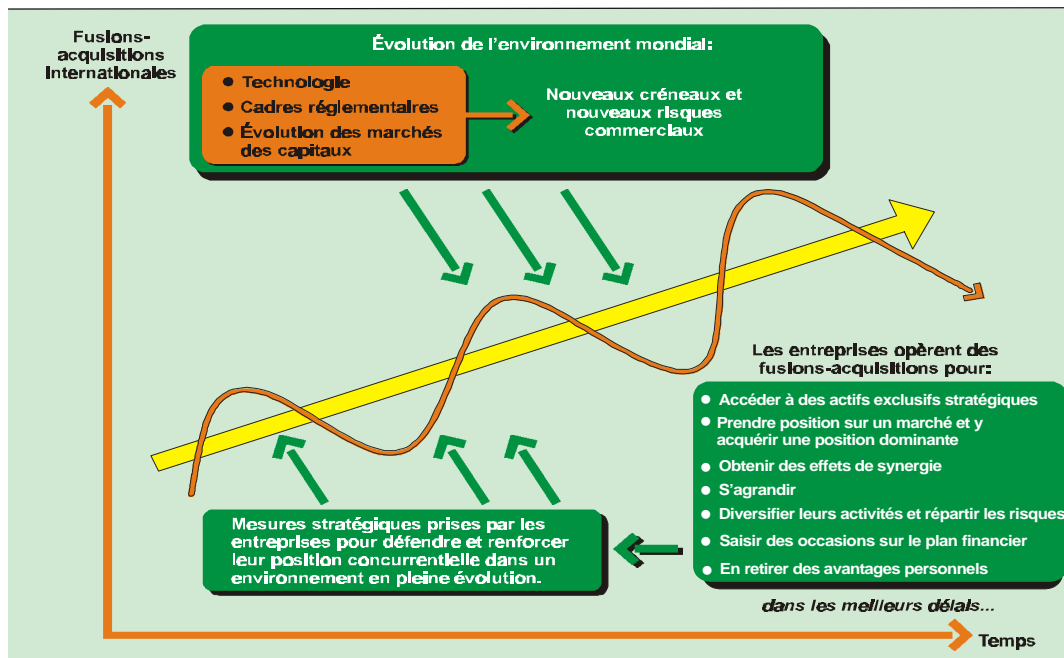 Fusions-
acquisitions
Internationales
Évolution de l'environnement mondial:
● Technologie
● Cadres réglementaires
● Évolution des marchés
des capitaux
Nouveaux créneaux et
nouveaux risques
commerciaux
Les entreprises opèrent des
fusions-acquisitions pour:
● Accéder à des actifs exclusifs stratégiques
● Prendre position sur un marché et y
acquérir une position dominante
● Obtenir des effets de synergie
● S'agrandir
● Diversifier leurs activités et répartir les risques
● Saisir des occasions sur le plan financier
● En retirer des avantages personnels
dans les meilleurs délais...
Mesures stratégiques prises par les
entreprises pour défendre et renforcer
leur position concurrentielle dans un
environnement en pleine évolution.
Temps